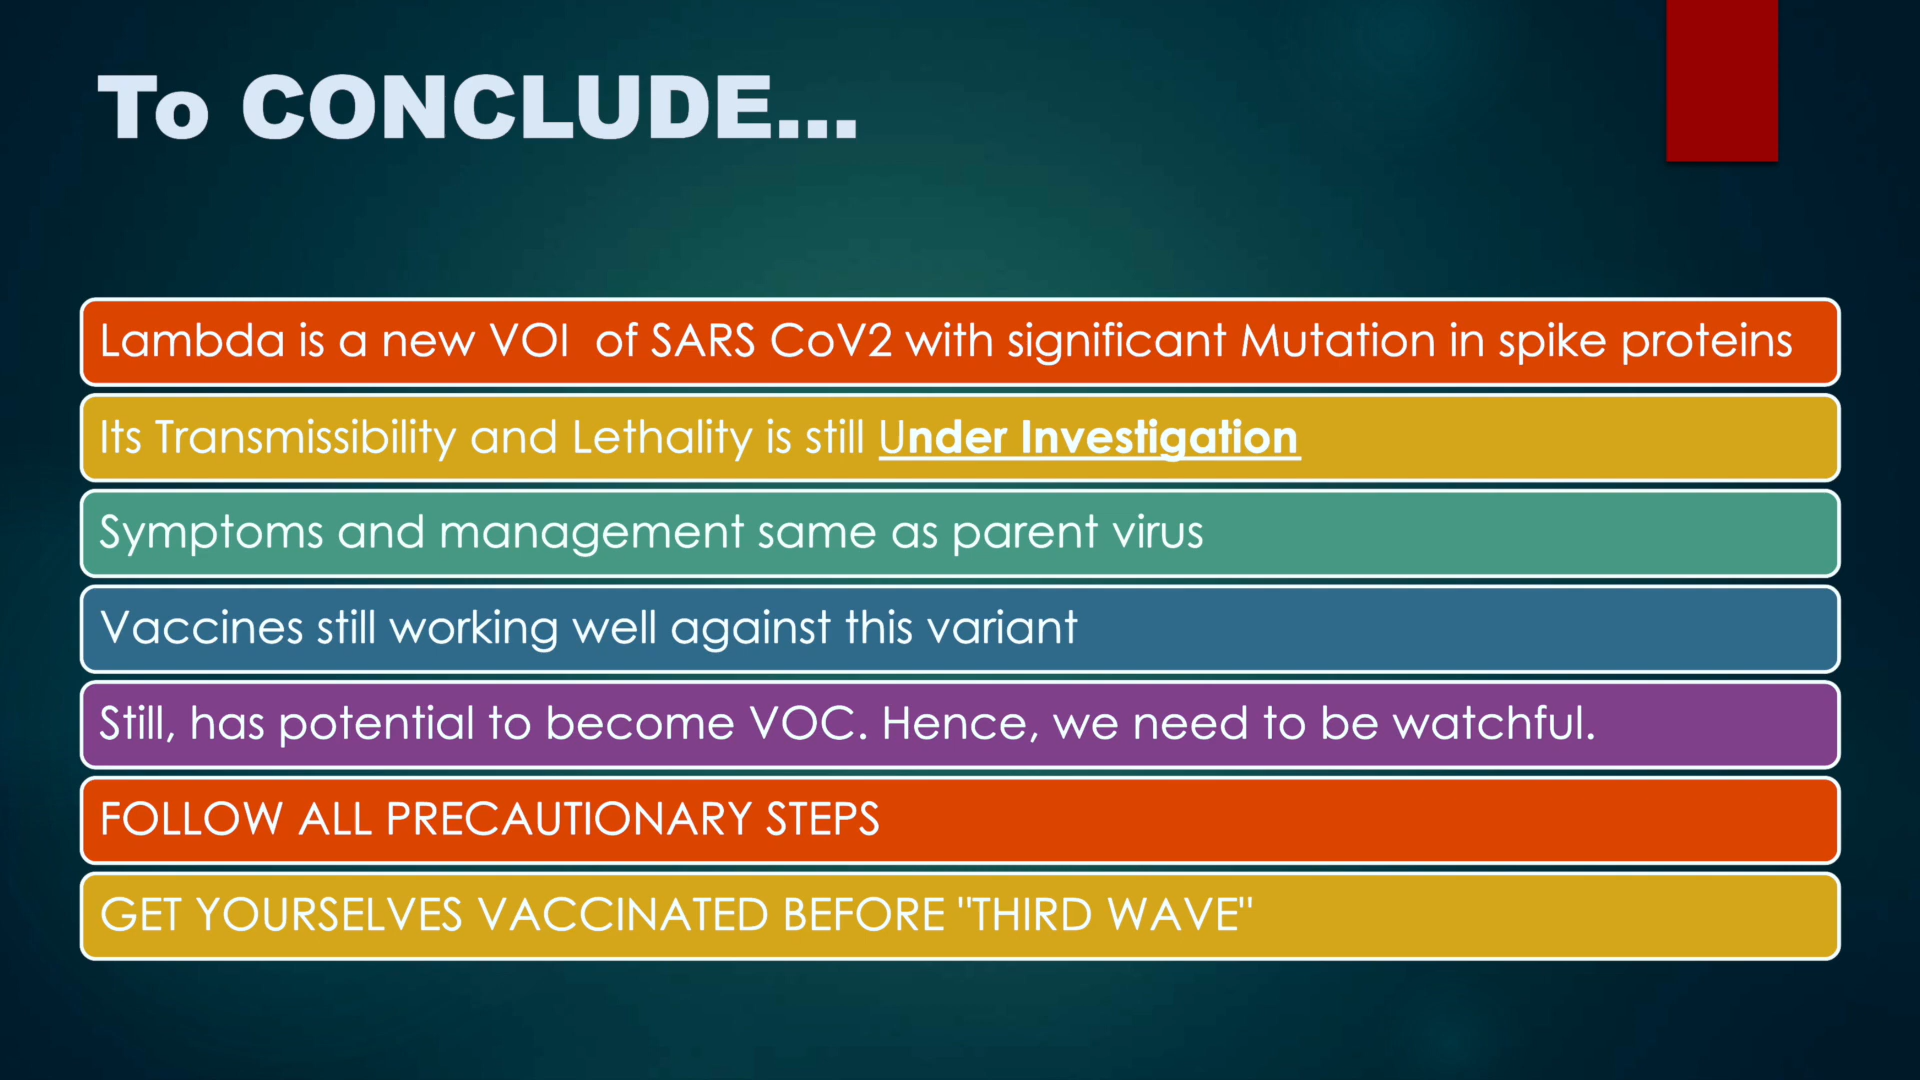 To CONCLUDE...
Lambda is a new VOI  of SARS CoV2 with significant Mutation in spike proteins
Its Transmissibility and Lethality is still Under Investigation
Symptoms and management same as parent virus
Vaccines still working well against this variant
Still, has potential to become VOC. Hence, we need to be watchful.
FOLLOW ALL PRECAUTIONARY STEPS
GET YOURSELVES VACCINATED BEFORE "THIRD WAVE"